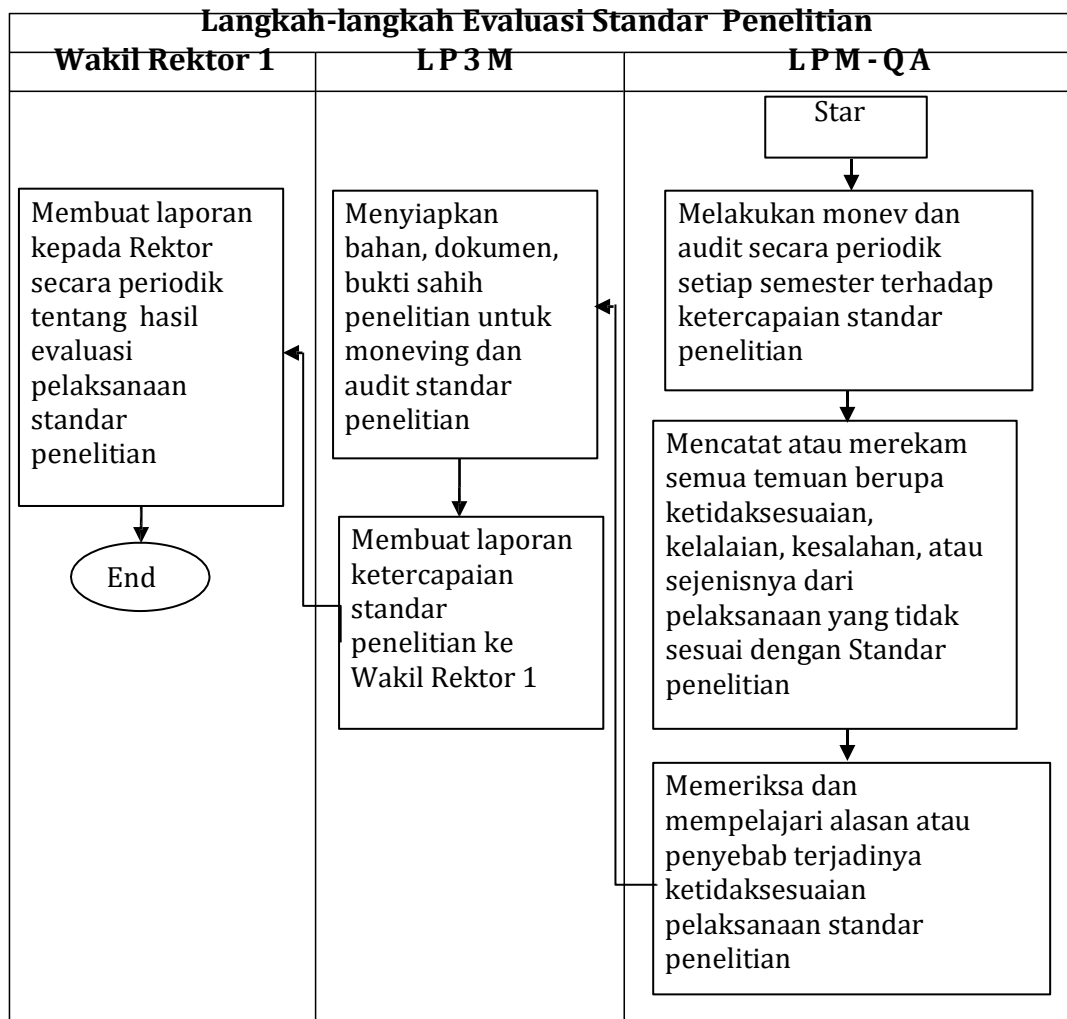 Langkah-langkah Evaluasi Standar Penelitian
Wakil Rektor 1
L P 3 M
L P M - Q A
Star
Melakukan monev dan
audit secara periodik
setiap semester terhadap
ketercapaian standar
penelitian
Mencatat atau merekam
semua temuan berupa
ketidaksesuaian,
kelalaian, kesalahan, atau
sejenisnya dari
pelaksanaan yang tidak
sesuai dengan Standar
penelitian
Memeriksa dan
mempelajari alasan atau
penyebab terjadinya
ketidaksesuaian
pelaksanaan standar
penelitian
Menyiapkan
bahan, dokumen,
bukti sahih
penelitian untuk
moneving dan
audit standar
penelitian
Membuat laporan
ketercapaian
standar
penelitian ke
Wakil Rektor 1
Membuat laporan
kepada Rektor
secara periodik
tentang hasil
evaluasi
pelaksanaan
standar
penelitian
End